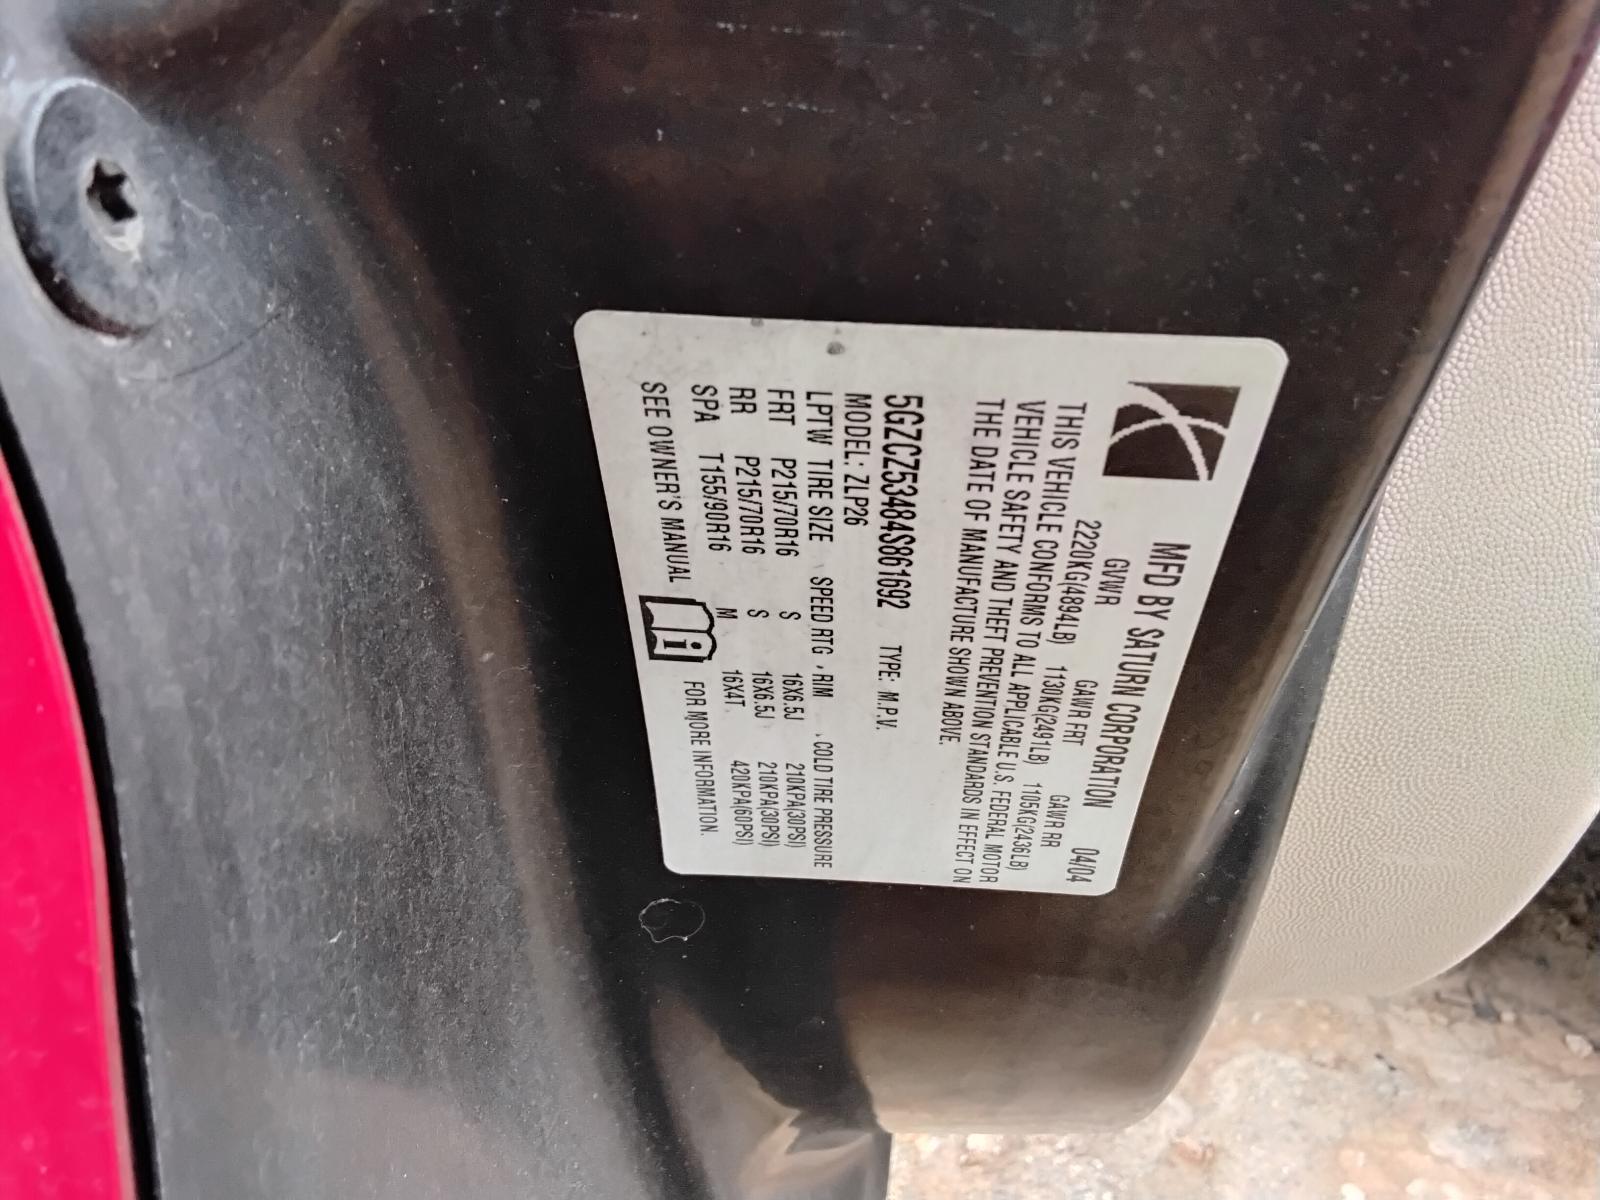 MFD BY SATURN CORPORATION 04/04
GVWR GAWR FRT GAWR RR
2220KG(4894LB) 1130KG(2491LB) 1105KG(2436LB)
THIS VEHICLE CONFORMS TO ALL APPLICABLE U.S. FEDERAL MOTOR
VEHICLE SAFETY AND THEFT PREVENTION STANDARDS IN EFFECT ON
THE DATE OF MANUFACTURE SHOWN ABOVE.
5GZCZ53484S861692 TYPE: M.P.V.
MODEL: ZLP26
LPTW TIRE SIZE SPEED RTG RIM COLD TIRE PRESSURE
FRT P215/70R16 S 16X6.5J 210KPA(30PSI)
RR P215/70R16 S 16X6.5J 210KPA(30PSI)
SPA T155/90R16 M 16X4T 420KPA(60PSI)
SEE OWNER'S MANUAL i FOR MORE INFORMATION.